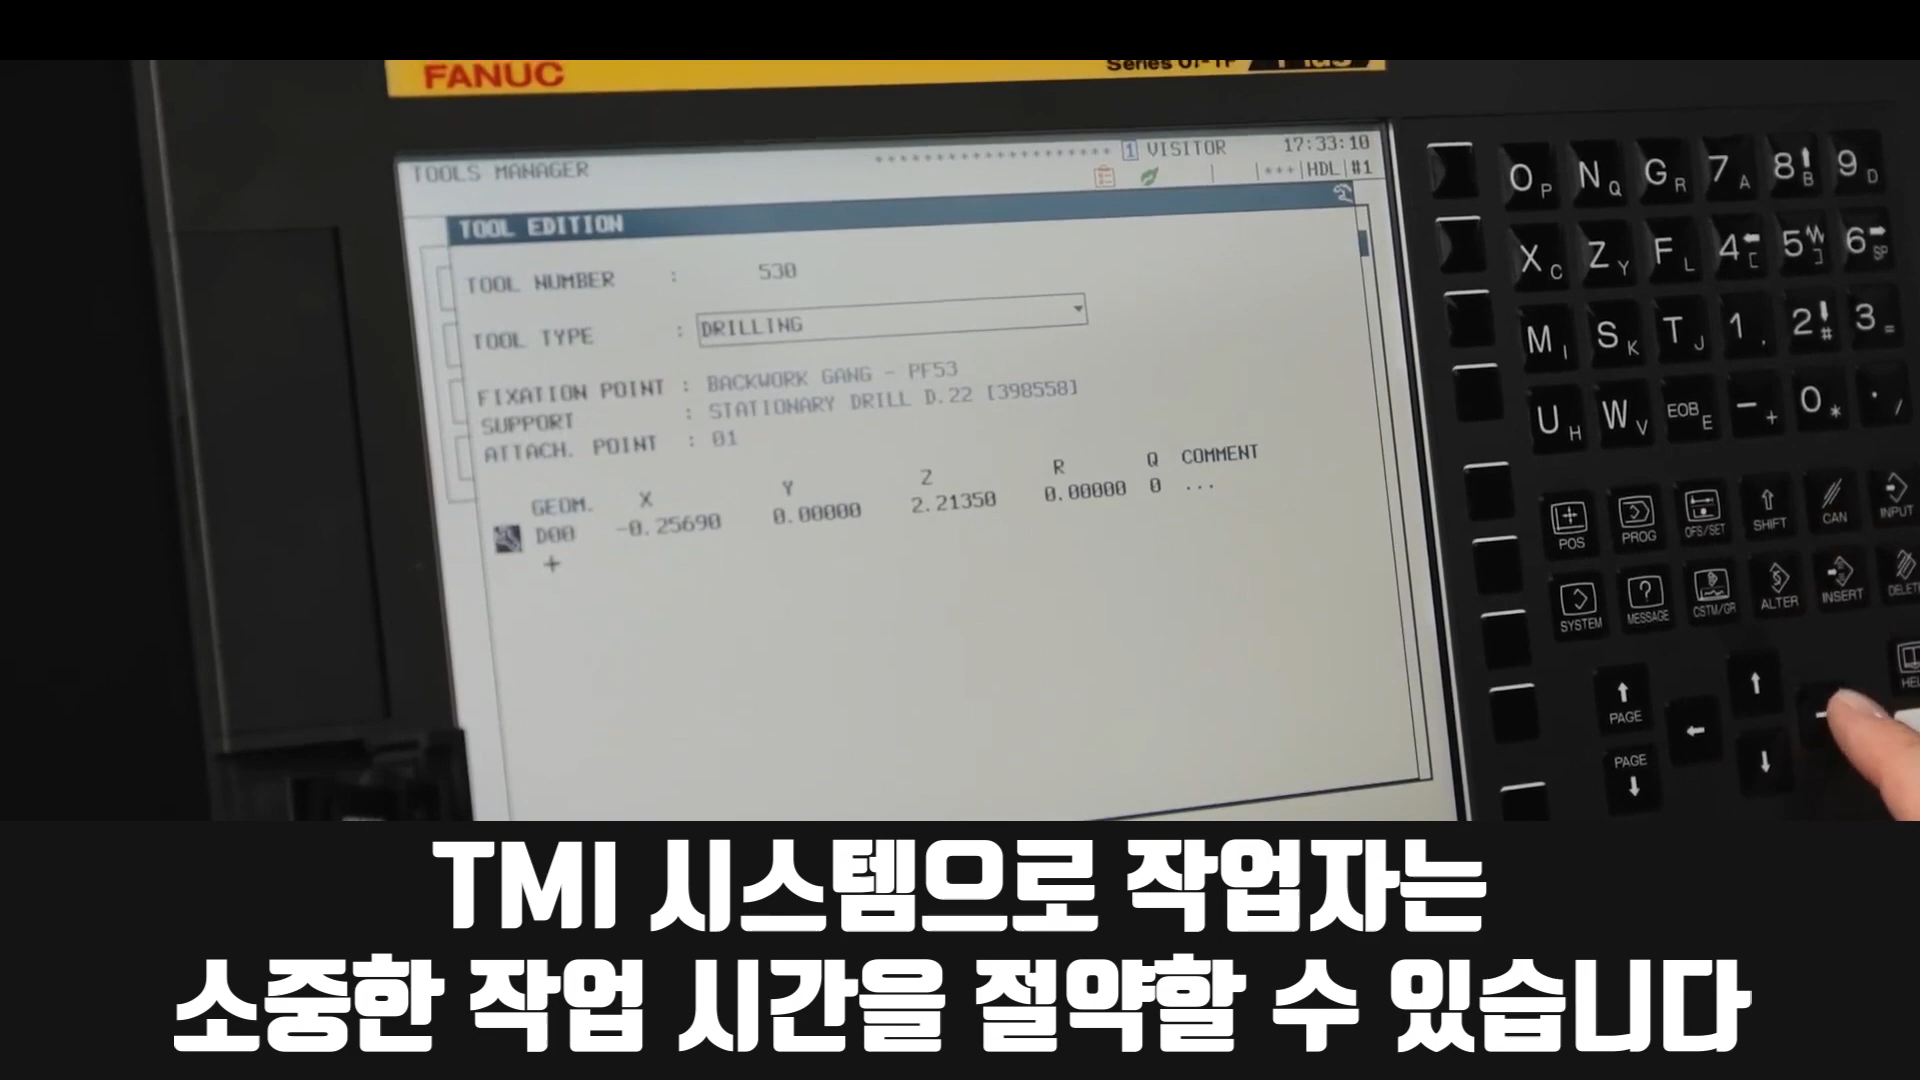 FANUC
TOOLS MANAGER
******************** 1 VISITOR 17:33:10
|***|HDL|#1
TOOL EDITION
TOOL NUMBER : 530
TOOL TYPE : DRILLING
FIXATION POINT : BACKWORK GANG - PF53
SUPPORT : STATIONARY DRILL D.22 [398558]
ATTACH. POINT : 01
GEOM. X Y Z R Q COMMENT
D00 -0.25690 0.00000 2.21350 0.00000 0 ...
+
O P N Q G R 7 A 8 B 9 D
X C Z Y F L 4 [ 5 ] 6 SP
M I S K T J 1 , 2 # 3 =
U H W V EOB E - + 0 * . /
POS PROG OFS/SET SHIFT CAN INPUT
SYSTEM MESSAGE CSTM/GR ALTER INSERT
PAGE
PAGE
TMI 시스템으로 작업자는
소중한 작업 시간을 절약할 수 있습니다